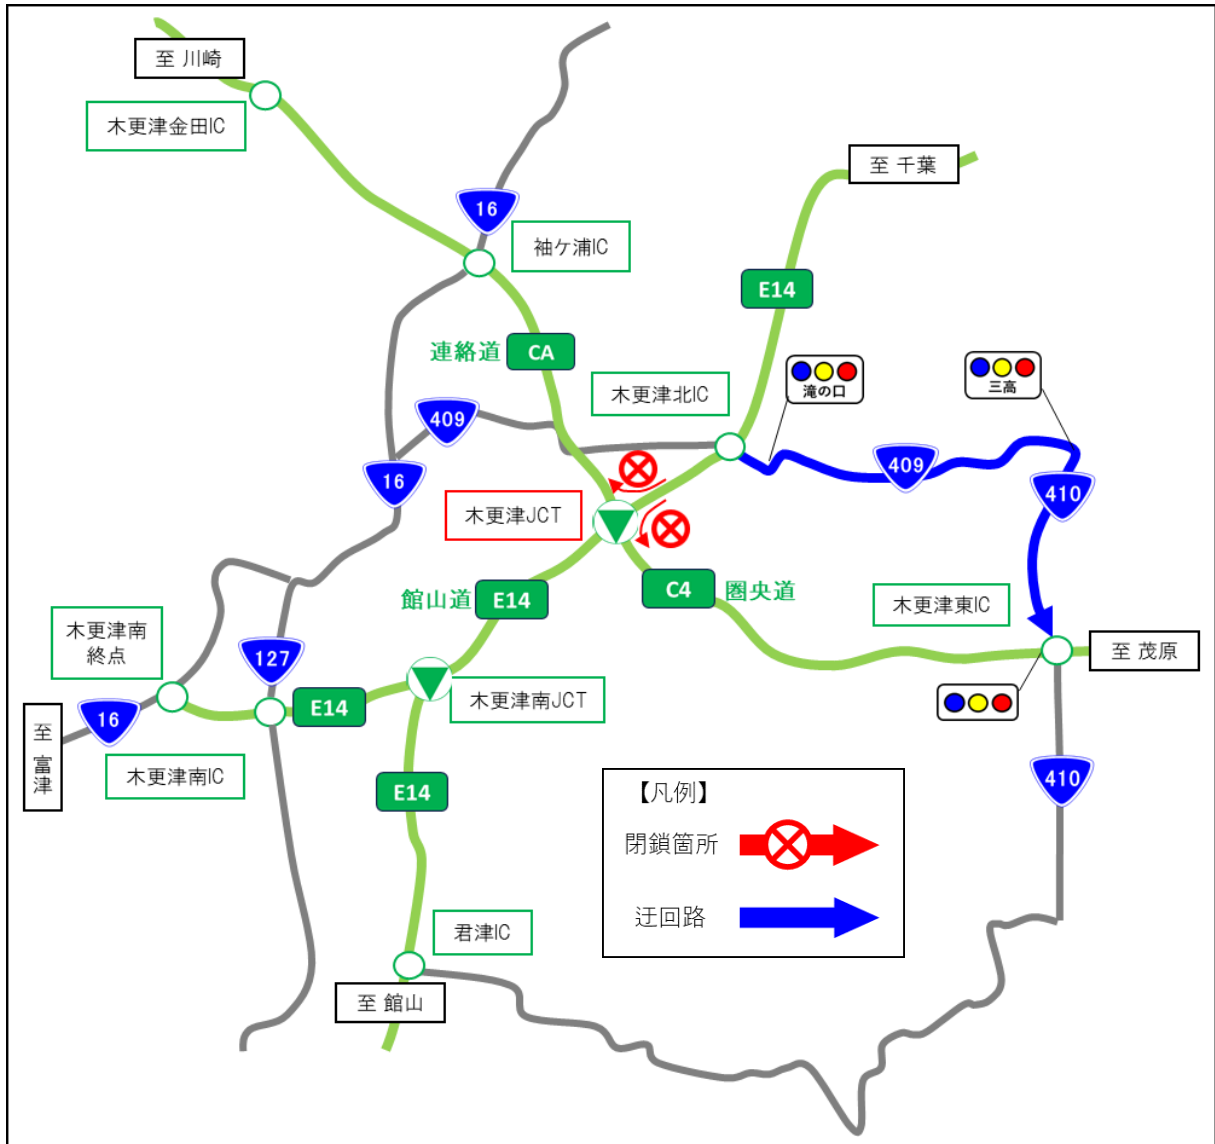 至 川崎
木更津金田IC
至 千葉
16
袖ケ浦IC
E14
連絡道
CA
滝の口
三高
木更津北IC
409
409
16
410
木更津JCT
館山道
E14
C4
圏央道
木更津東IC
木更津南
終点
127
至 茂原
E14
木更津南JCT
16
至 富津
木更津南IC
E14
410
【凡例】
閉鎖箇所
迂回路
君津IC
至 館山